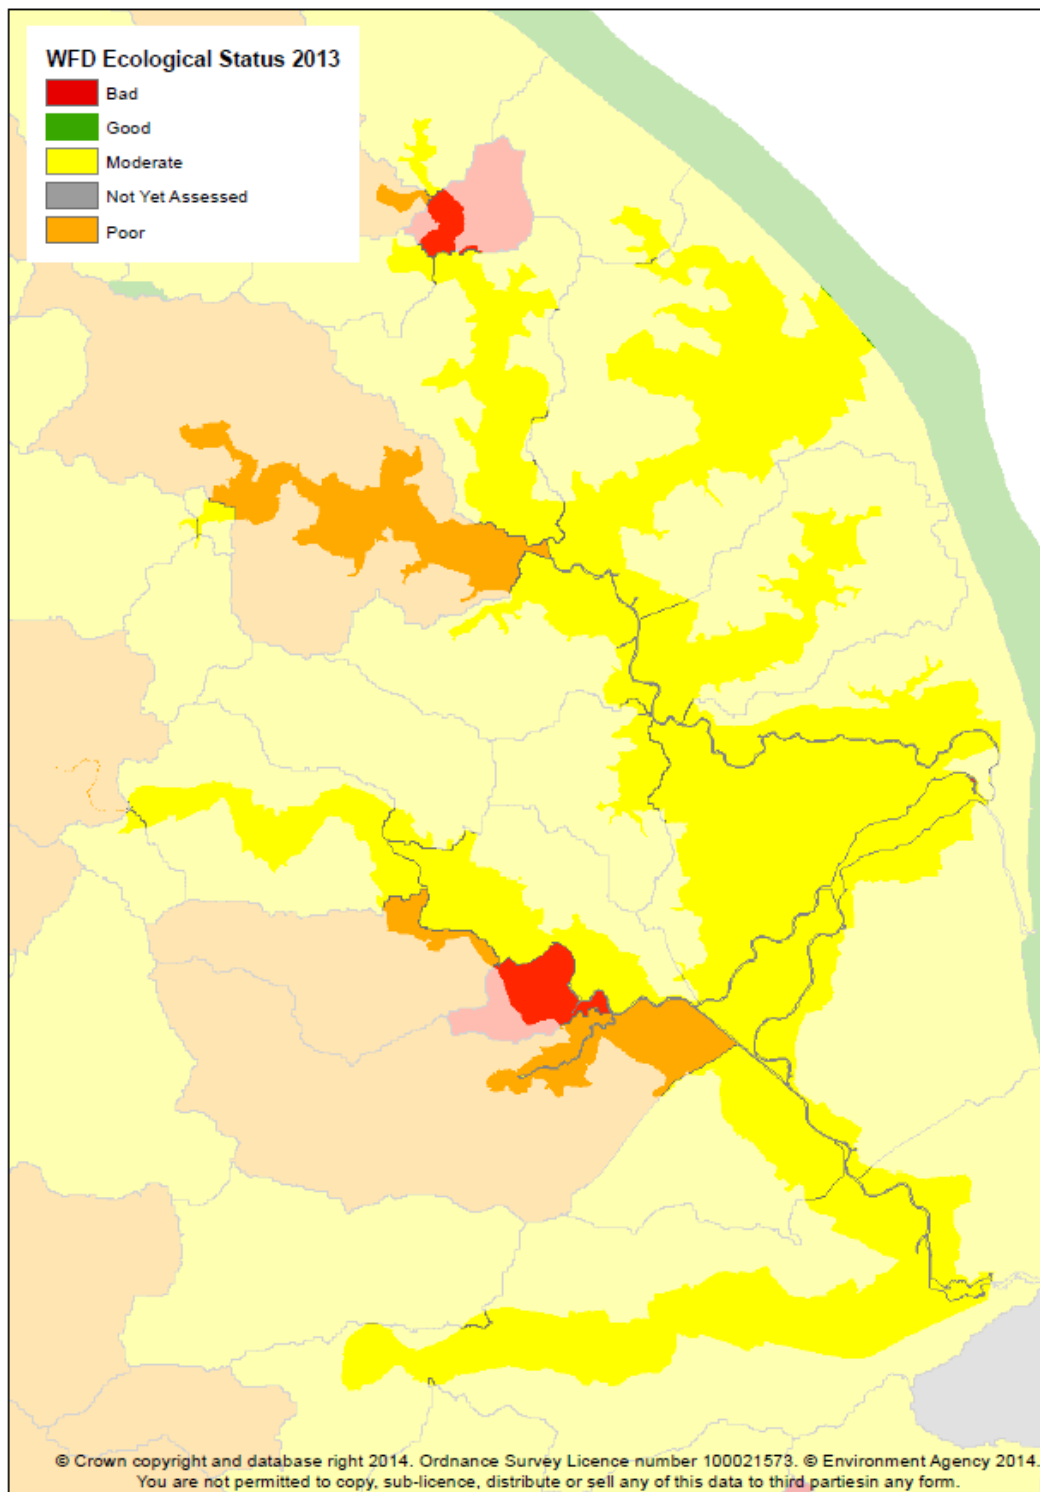 WFD Ecological Status 2013
Bad
Good
Moderate
Not Yet Assessed
Poor
© Crown copyright and database right 2014. Ordnance Survey Licence number 100021573. © Environment Agency 2014.
You are not permitted to copy, sub-licence, distribute or sell any of this data to third partiesin any form.